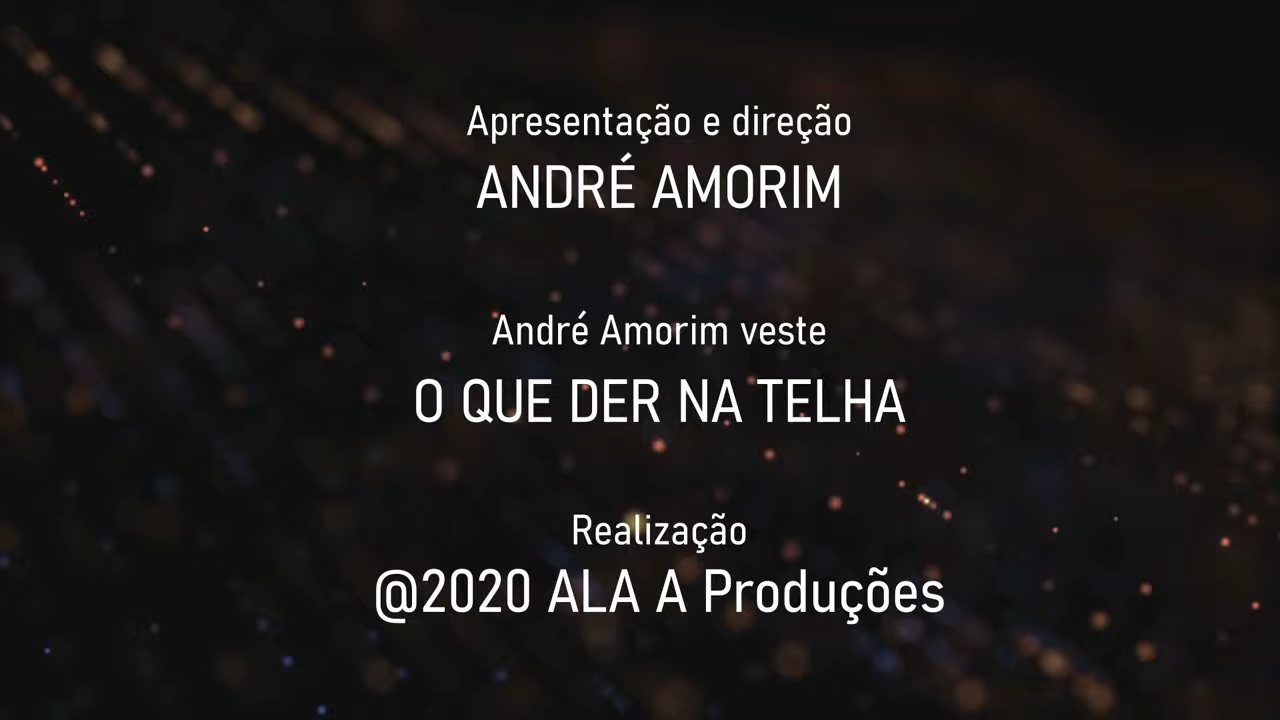 Apresentação e direção
ANDRÉ AMORIM
André Amorim veste
O QUE DER NA TELHA
Realização
@2020 ALA A Produções